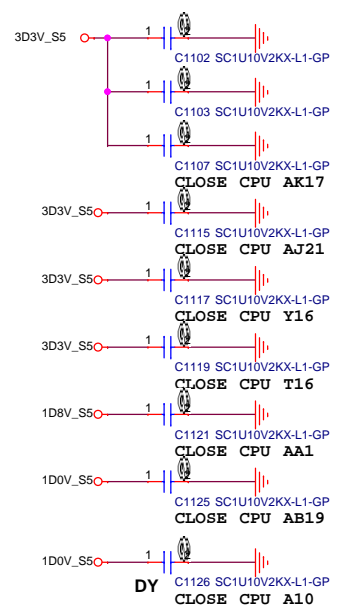 3D3V_S5
1
C1102 SC1U10V2KX-L1-GP
1
C1103 SC1U10V2KX-L1-GP
1
C1107 SC1U10V2KX-L1-GP
CLOSE CPU AK17
3D3V_S5 1
C1115 SC1U10V2KX-L1-GP
CLOSE CPU AJ21
3D3V_S5 1
C1117 SC1U10V2KX-L1-GP
CLOSE CPU Y16
3D3V_S5 1
C1119 SC1U10V2KX-L1-GP
CLOSE CPU T16
1D8V_S5 1
C1121 SC1U10V2KX-L1-GP
CLOSE CPU AA1
1D0V_S5 1
C1125 SC1U10V2KX-L1-GP
CLOSE CPU AB19
1D0V_S5 1
DY C1126 SC1U10V2KX-L1-GP
CLOSE CPU A10